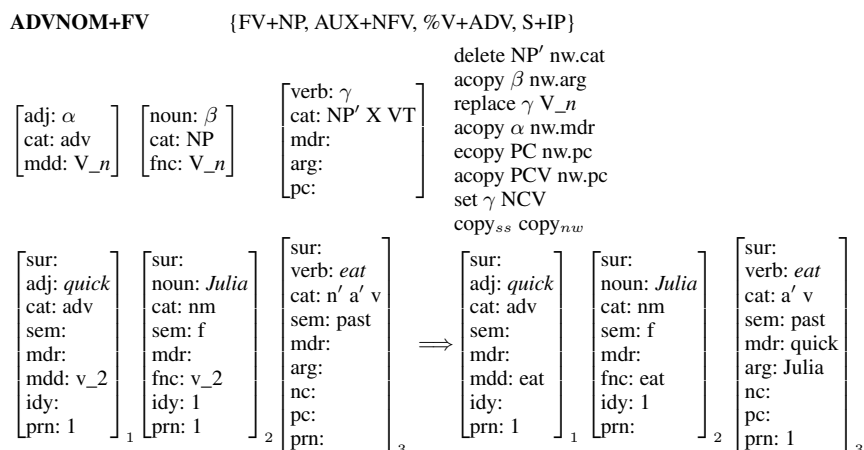 ADVNOM+FV {FV+NP, AUX+NFV, %V+ADV, S+IP}
[adj: α
cat: adv
mdd: V_n]
[noun: β
cat: NP
fnc: V_n]
[verb: γ
cat: NP′ X VT
mdr:
arg:
pc:]
delete NP′ nw.cat
acopy β nw.arg
replace γ V_n
acopy α nw.mdr
ecopy PC nw.pc
acopy PCV nw.pc
set γ NCV
copy_ss copy_nw
[sur:
adj: quick
cat: adv
sem:
mdr:
mdd: v_2
idy:
prn: 1]1
[sur:
noun: Julia
cat: nm
sem: f
mdr:
fnc: v_2
idy: 1
prn: 1]2
[sur:
verb: eat
cat: n′ a′ v
sem: past
mdr:
arg:
nc:
pc:
prn:]3
⟹
[sur:
adj: quick
cat: adv
sem:
mdr:
mdd: eat
idy:
prn: 1]1
[sur:
noun: Julia
cat: nm
sem: f
mdr:
fnc: eat
idy: 1
prn:]2
[sur:
verb: eat
cat: a′ v
sem: past
mdr: quick
arg: Julia
nc:
pc:
prn: 1]3